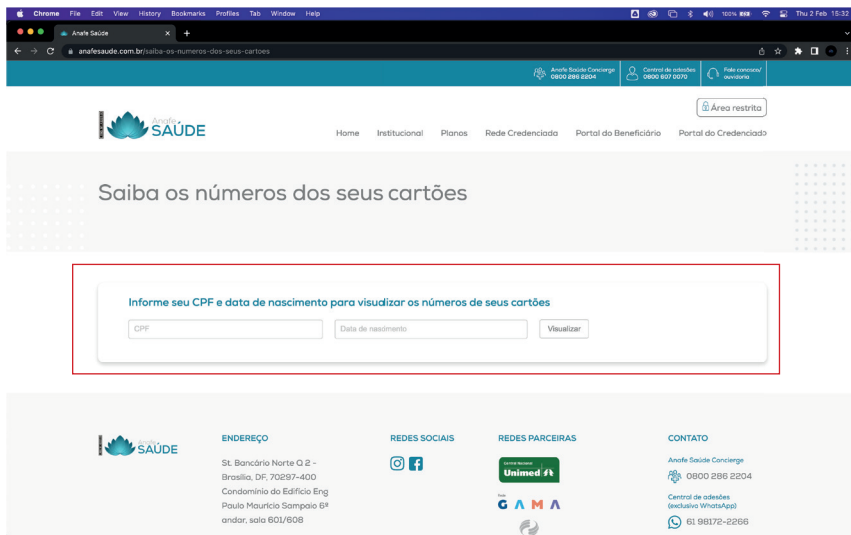 Chrome File Edit View History Bookmarks Profiles Tab Window Help 100% Thu 2 Feb 15:32
Anafe Saúde
anafesaude.com.br/saiba-os-numeros-dos-seus-cartoes
Anafe Saúde Concierge
0800 286 2204
Central de adesões
0800 607 0070
Fale conosco/
ouvidoria
Área restrita
Anafe
SAÚDE
Home Institucional Planos Rede Credenciada Portal do Beneficiário Portal do Credenciado
Saiba os números dos seus cartões
Informe seu CPF e data de nascimento para visualizar os números de seus cartões
CPF Data de nascimento Visualizar
Anafe
SAÚDE
ENDEREÇO
St. Bancário Norte Q 2 -
Brasília, DF, 70297-400
Condomínio do Edifício Eng
Paulo Maurício Sampaio 6º
andar, sala 601/608
REDES SOCIAIS
REDES PARCEIRAS
Central Nacional
Unimed
Rede
GAMA
CONTATO
Anafe Saúde Concierge
0800 286 2204
Central de adesões
(exclusivo WhatsApp)
61 98172-2266